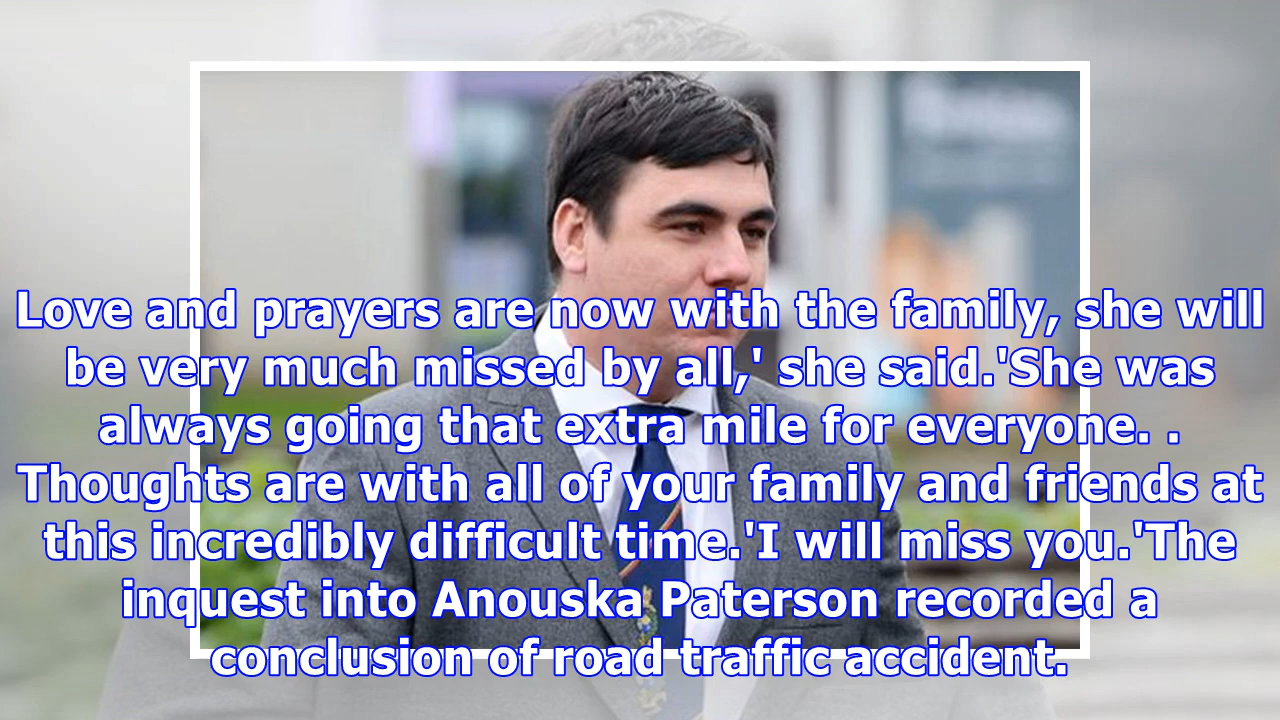 Love and prayers are now with the family, she will
be very much missed by all,' she said.'She was
always going that extra mile for everyone. .
Thoughts are with all of your family and friends at
this incredibly difficult time.'I will miss you.'The
inquest into Anouska Paterson recorded a
conclusion of road traffic accident.